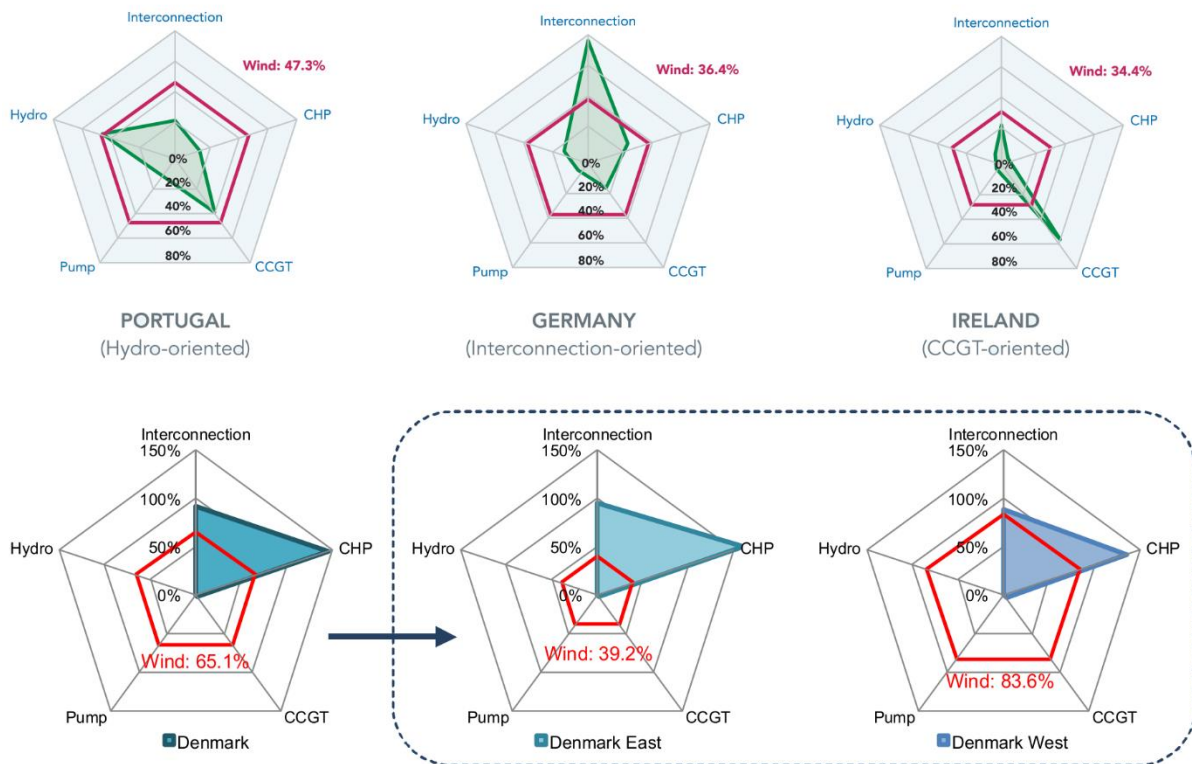 Interconnection
Wind: 47.3%
Hydro
CHP
0%
20%
40%
60%
80%
Pump
CCGT
PORTUGAL
(Hydro-oriented)
Interconnection
Wind: 36.4%
Hydro
CHP
0%
20%
40%
60%
80%
Pump
CCGT
GERMANY
(Interconnection-oriented)
Interconnection
Wind: 34.4%
Hydro
CHP
0%
20%
40%
60%
80%
Pump
CCGT
IRELAND
(CCGT-oriented)
Interconnection
150%
100%
Hydro
CHP
50%
0%
Wind: 65.1%
Pump
CCGT
Denmark
Interconnection
150%
100%
Hydro
CHP
50%
0%
Wind: 39.2%
Pump
CCGT
Denmark East
Interconnection
150%
100%
Hydro
CHP
50%
0%
Wind: 83.6%
Pump
CCGT
Denmark West